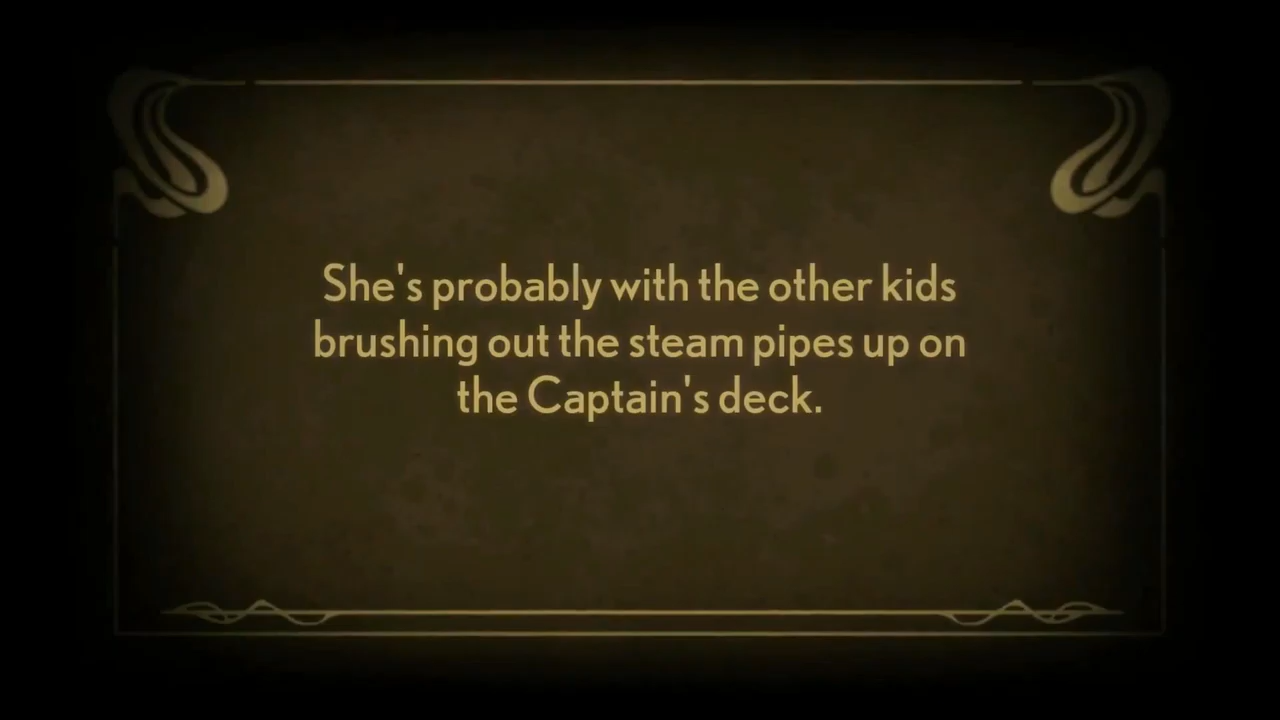 She's probably with the other kids
brushing out the steam pipes up on
the Captain's deck.